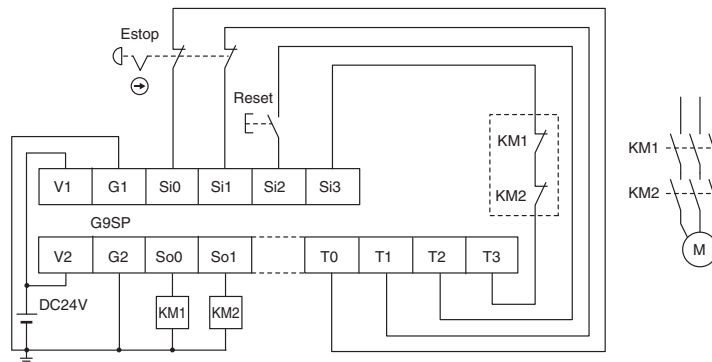 Estop
Reset
KM1
KM2
KM1
KM2
M
V1 G1 Si0 Si1 Si2 Si3
G9SP
V2 G2 So0 So1 T0 T1 T2 T3
DC24V
KM1 KM2